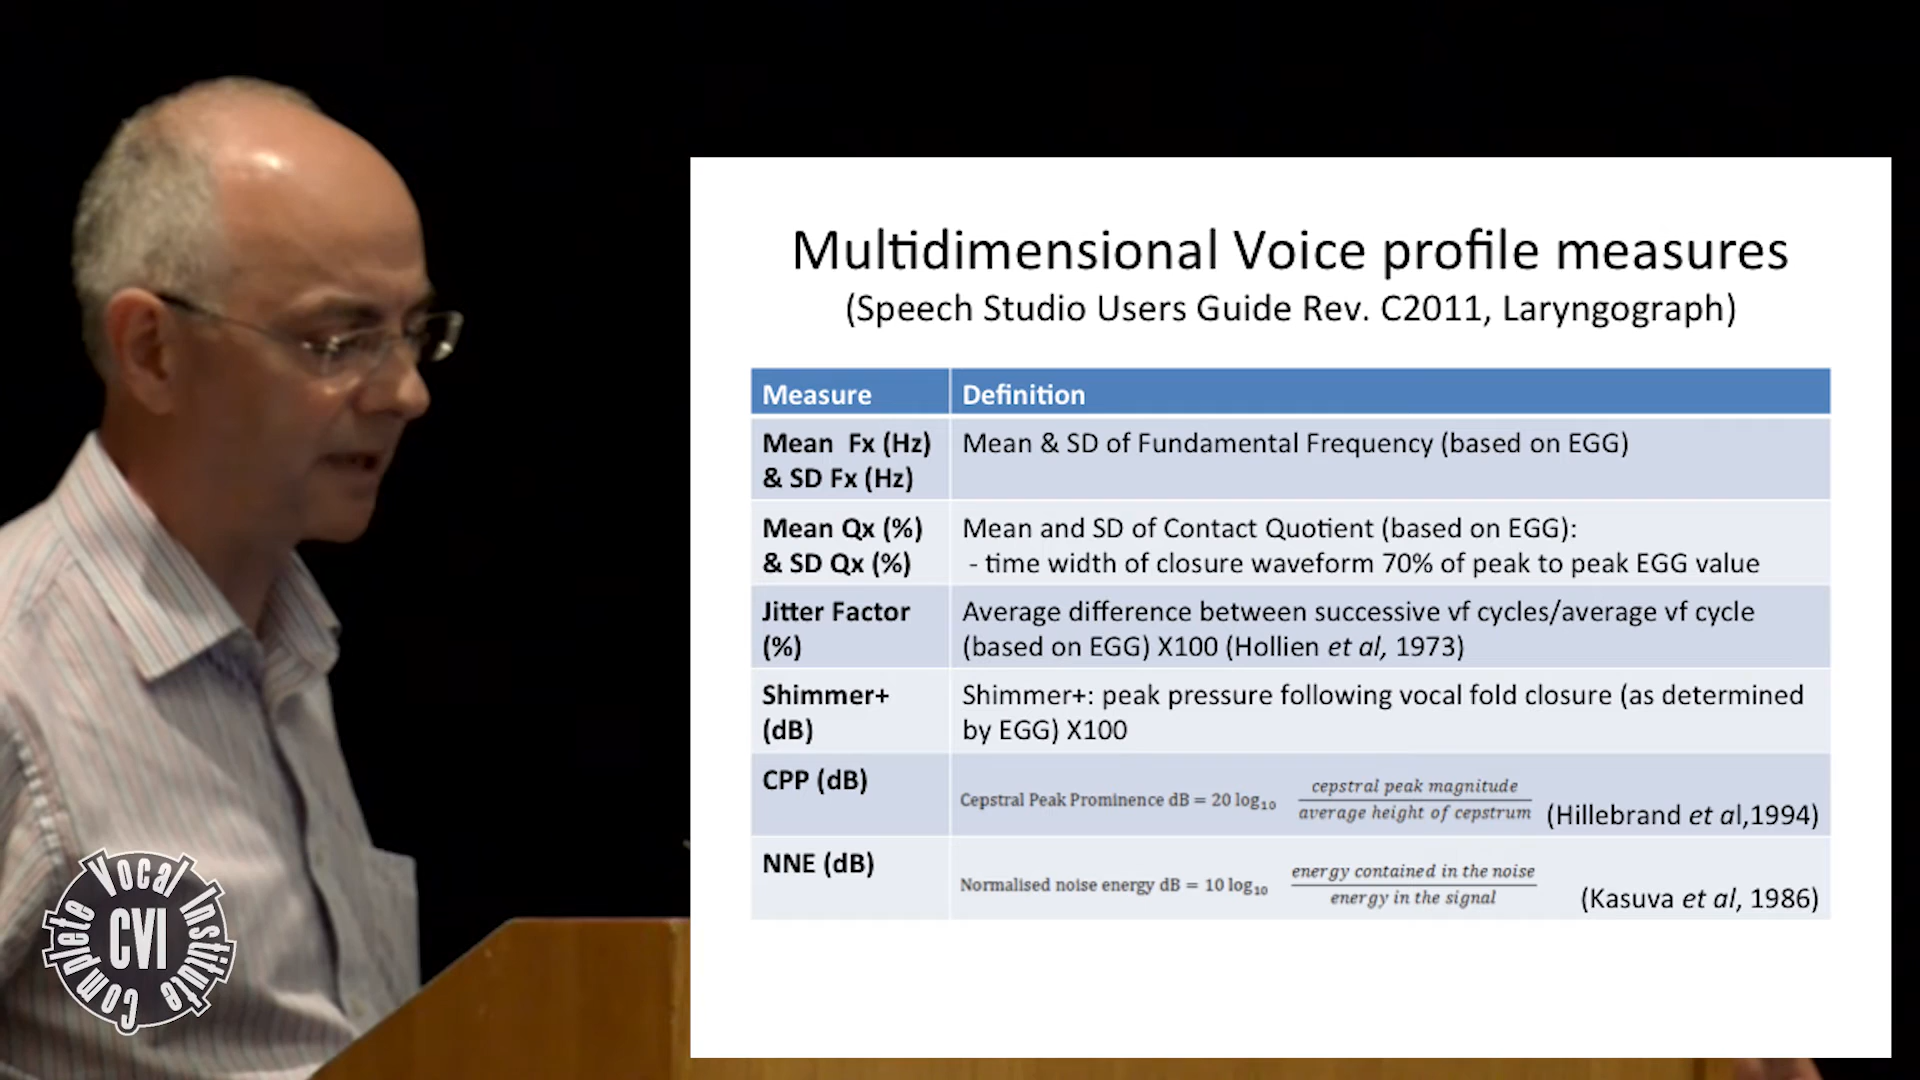 Multidimensional Voice profile measures
(Speech Studio Users Guide Rev. C2011, Laryngograph)
Measure Definition
Mean Fx (Hz) Mean & SD of Fundamental Frequency (based on EGG)
& SD Fx (Hz)
Mean Qx (%) Mean and SD of Contact Quotient (based on EGG):
& SD Qx (%) - time width of closure waveform 70% of peak to peak EGG value
Jitter Factor Average difference between successive vf cycles/average vf cycle
(%) (based on EGG) X100 (Hollien et al, 1973)
Shimmer+ Shimmer+: peak pressure following vocal fold closure (as determined
(dB) by EGG) X100
CPP (dB) Cepstral Peak Prominence dB = 20 log10 cepstral peak magnitude
average height of cepstrum (Hillebrand et al,1994)
NNE (dB) Normalised noise energy dB = 10 log10 energy contained in the noise
energy in the signal (Kasuva et al, 1986)
Complete Vocal Institute
CVI